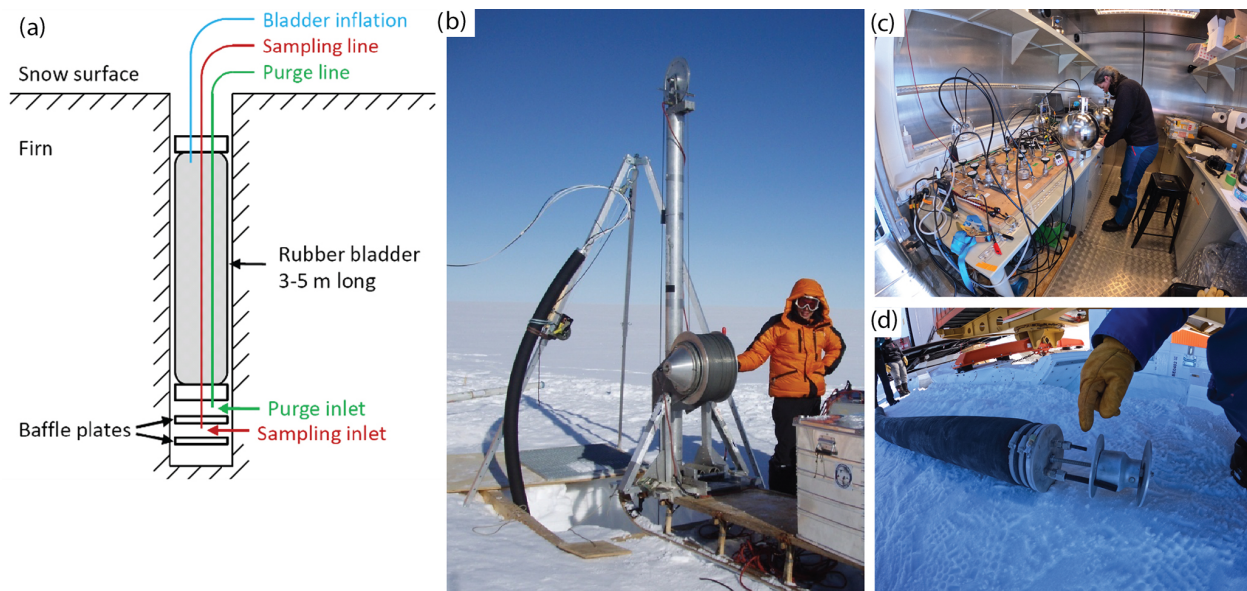 (a)
Bladder inflation
Sampling line
Purge line
Snow surface
Firn
Rubber bladder
3-5 m long
Purge inlet
Baffle plates
Sampling inlet
(b)
(c)
(d)